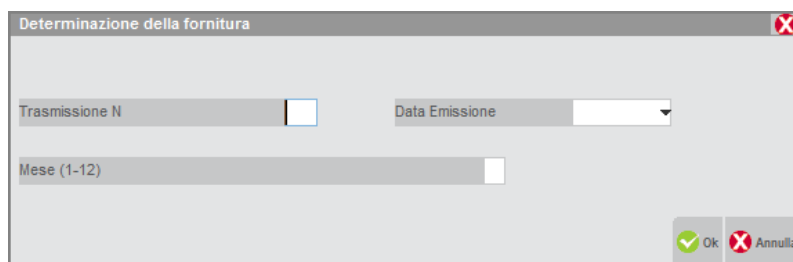 Determinazione della fornitura
Trasmissione N Data Emissione
Mese (1-12)
Ok Annulla